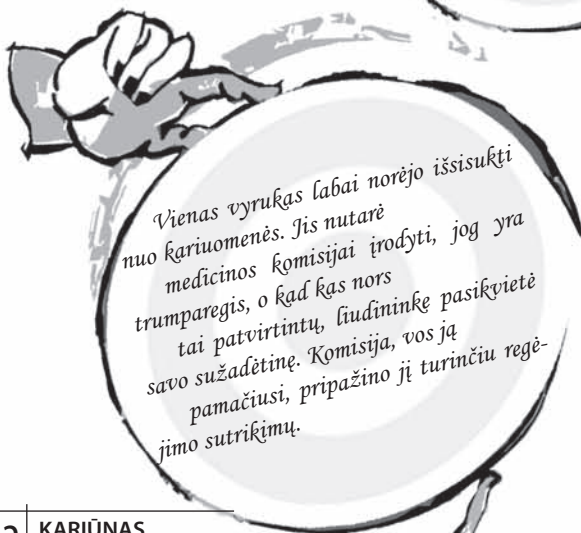 Vienas vyrukas labai norėjo išsisukti
nuo kariuomenės. Jis nutarė
medicinos komisijai įrodyti, jog yra
trumparegis, o kad kas nors
tai patvirtintų, liudininkę pasikvietė
savo sužadėtinę. Komisija, vos ją
pamačiusi, pripažino jį turinčiu regė-
jimo sutrikimų.
KARIŪNAS